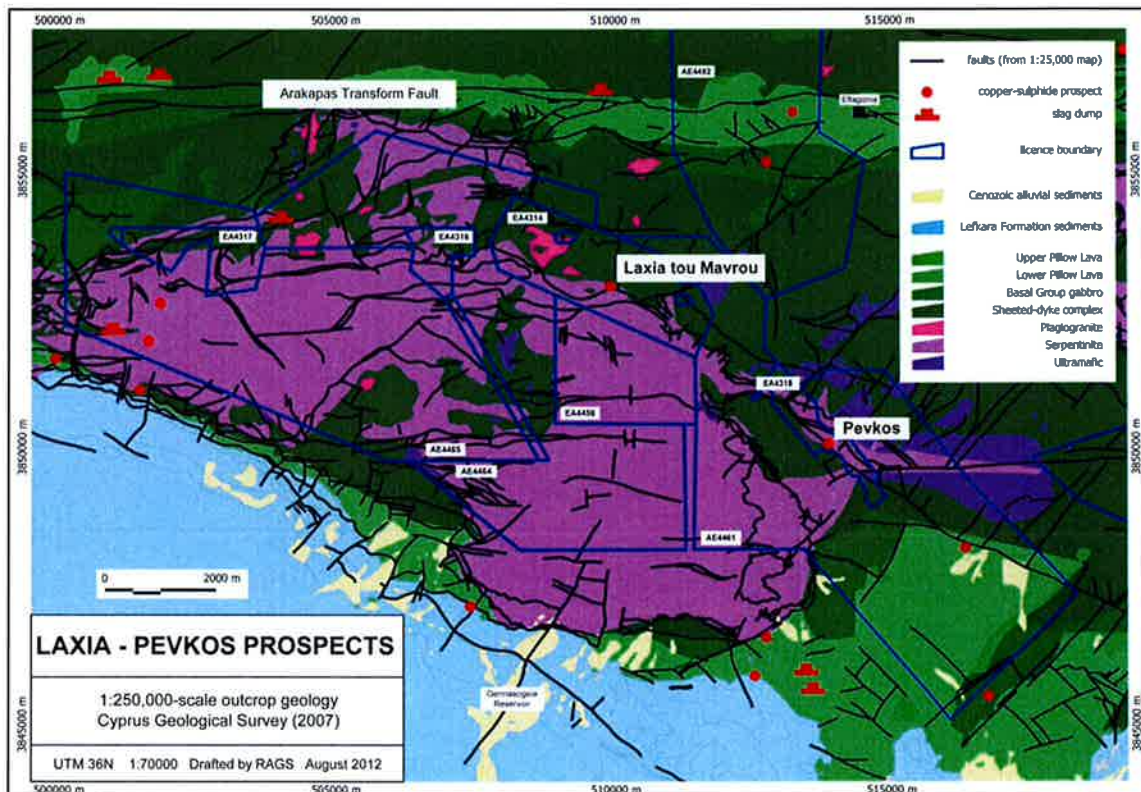 500000 m
505000 m
510000 m
515000 m
3855000 m
3850000 m
3845000 m
3855000 m
3850000 m
3845000 m
Arakapas Transform Fault
AE4462
faults (from 1:25,000 map)
copper-sulphide prospect
slag dump
licence boundary
Cenozoic alluvial sediments
Lefkara Formation sediments
Upper Pillow Lava
Lower Pillow Lava
Basal Group gabbro
Sheeted-dyke complex
Plagiogranite
Serpentinite
Ultramafic
EA4317
EA4316
EA4314
Laxia tou Mavrou
EA4318
EA4456
Pevkos
AE4465
AE4464
AE4461
0 2000 m
LAXIA - PEVKOS PROSPECTS
1:250,000-scale outcrop geology
Cyprus Geological Survey (2007)
UTM 36N 1:70000 Drafted by RAGS August 2012
Reservoir
500000 m
505000 m
510000 m
515000 m